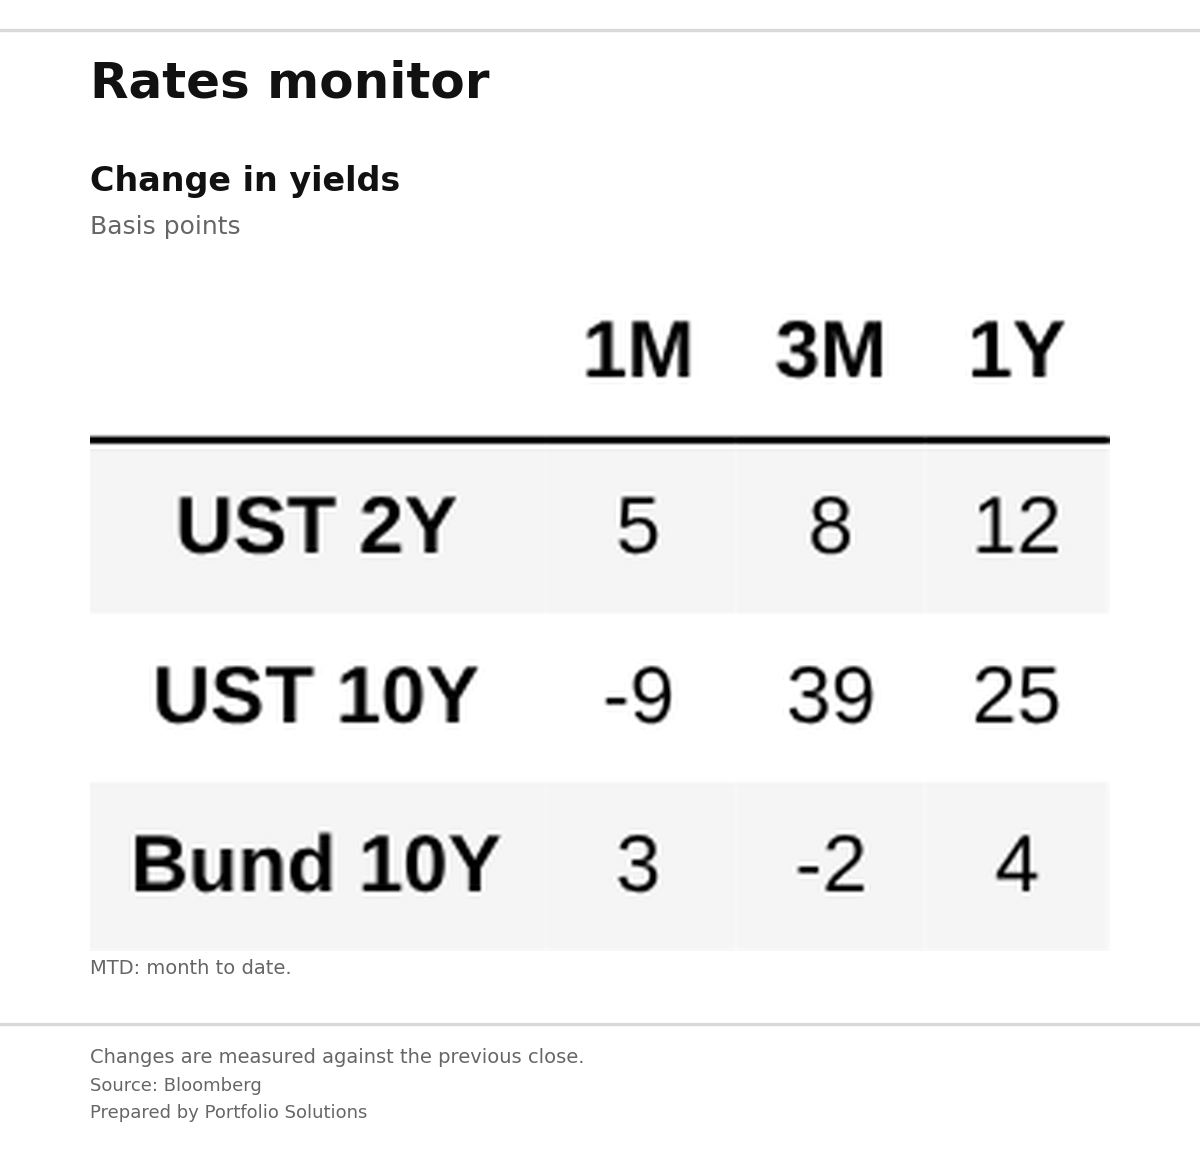 Rates monitor
Change in yields
Basis points
1M 3M 1Y
UST 2Y 5 8 12
UST 10Y -9 39 25
Bund 10Y 3 -2 4
MTD: month to date.
Changes are measured against the previous close.
Source: Bloomberg
Prepared by Portfolio Solutions